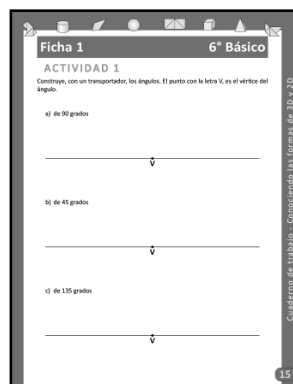 Ficha 1
6° Básico
ACTIVIDAD 1
Construye, con un transportador, los ángulos. El punto con la letra V, es el vértice del
ángulo.
a) de 90 grados
V
b) de 45 grados
V
c) de 135 grados
V
Cuaderno de trabajo - Conociendo las formas de 3D y 2D
15